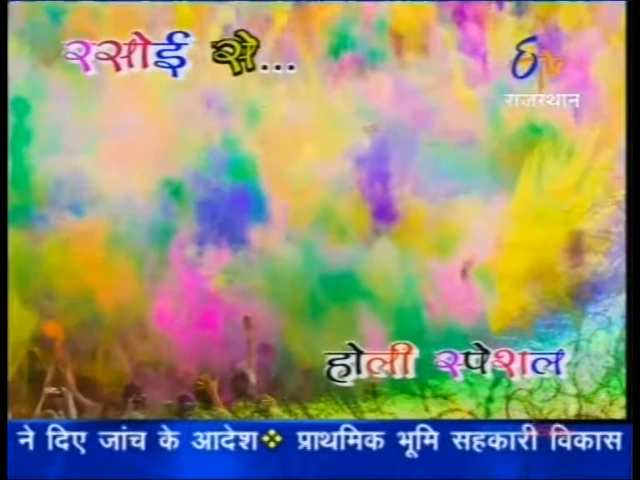 रसोई से...
ETV
राजस्थान
होली स्पेशल
ने दिए जांच के आदेश प्राथमिक भूमि सहकारी विकास